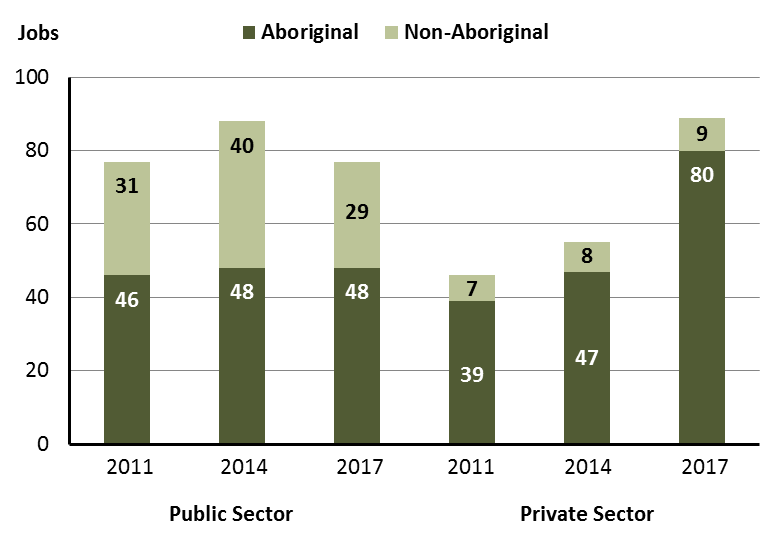 Jobs
Aboriginal Non-Aboriginal
100
80
60
40
20
0
31 40 29 7 8 9
46 48 48 39 47 80
2011 2014 2017 2011 2014 2017
Public Sector Private Sector